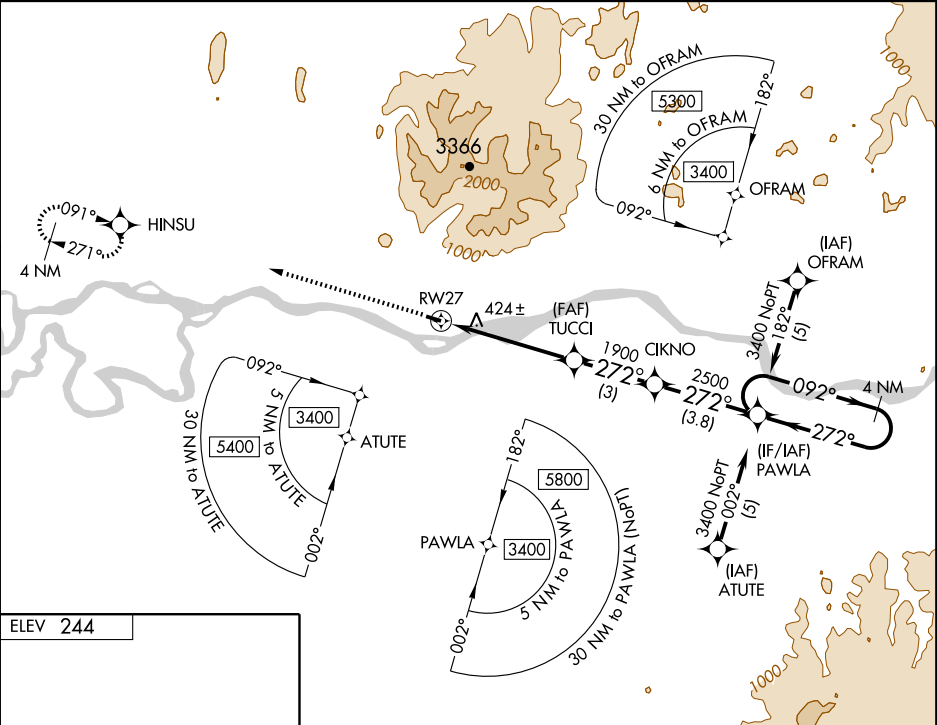 1000
30 NM to OFRAM
5300
182°
6 NM to OFRAM
3400
OFRAM
092°
3366
2000
1000
091°
271°
4 NM
HINSU
(IAF)
OFRAM
3400 NoPT
182°
(5)
RW27
424±
(FAF)
TUCCI
1900
272°
(3)
CIKNO
2500
272°
(3.8)
092°
4 NM
272°
(IF/IAF)
PAWLA
3400 NoPT
002°
(5)
(IAF)
ATUTE
092°
3400
5 NM to ATUTE
5400
30 NM to ATUTE
ATUTE
002°
182°
5800
PAWLA
3400
5 NM to PAWLA
30 NM to PAWLA (NoPT)
002°
ELEV 244
1000